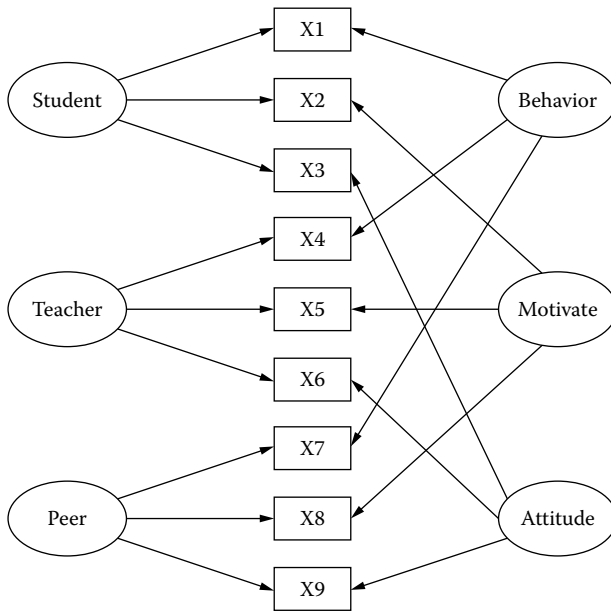 X1
Student
X2
Behavior
X3
X4
Teacher
X5
Motivate
X6
X7
Peer
X8
Attitude
X9